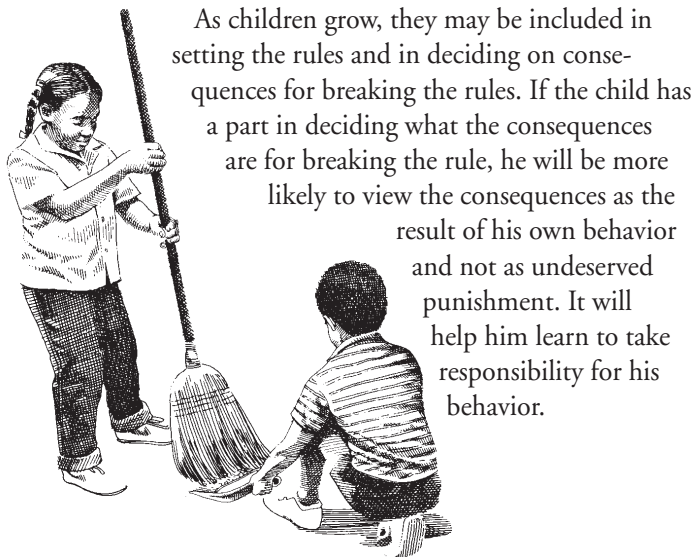 As children grow, they may be included in
setting the rules and in deciding on conse-
quences for breaking the rules. If the child has
a part in deciding what the consequences
are for breaking the rule, he will be more
likely to view the consequences as the
result of his own behavior
and not as undeserved
punishment. It will
help him learn to take
responsibility for his
behavior.